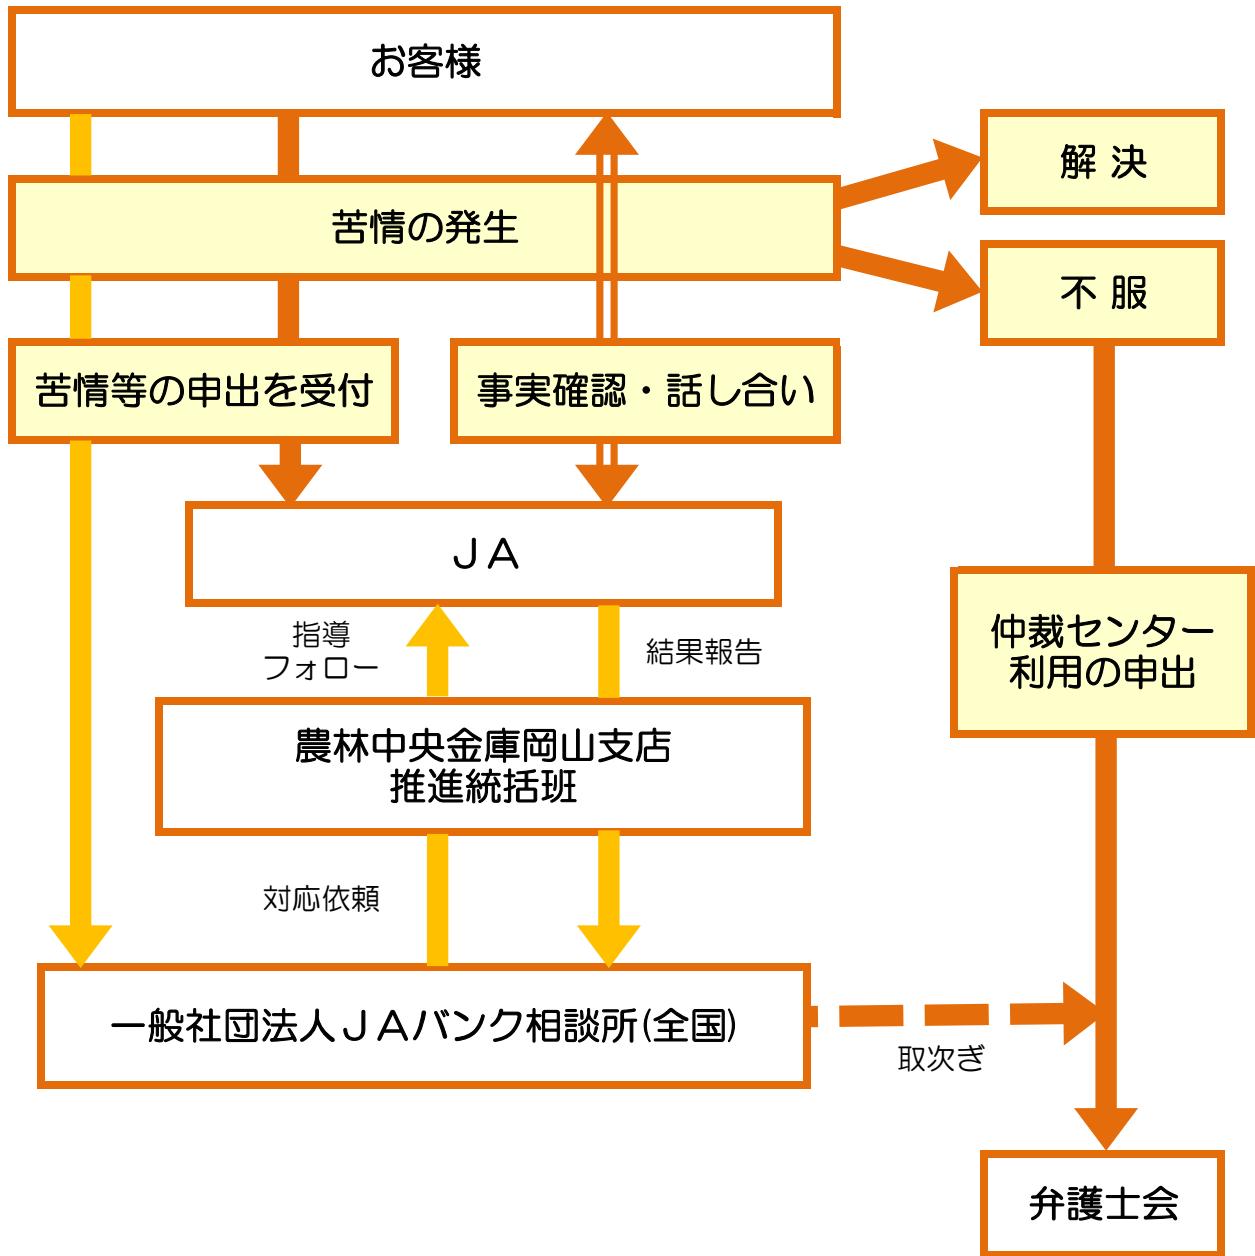 お客様
苦情の発生
解 決
不 服
苦情等の申出を受付
事実確認・話し合い
ＪＡ
指導
フォロー
結果報告
仲裁センター
利用の申出
農林中央金庫岡山支店
推進統括班
対応依頼
一般社団法人ＪＡバンク相談所(全国)
取次ぎ
弁護士会